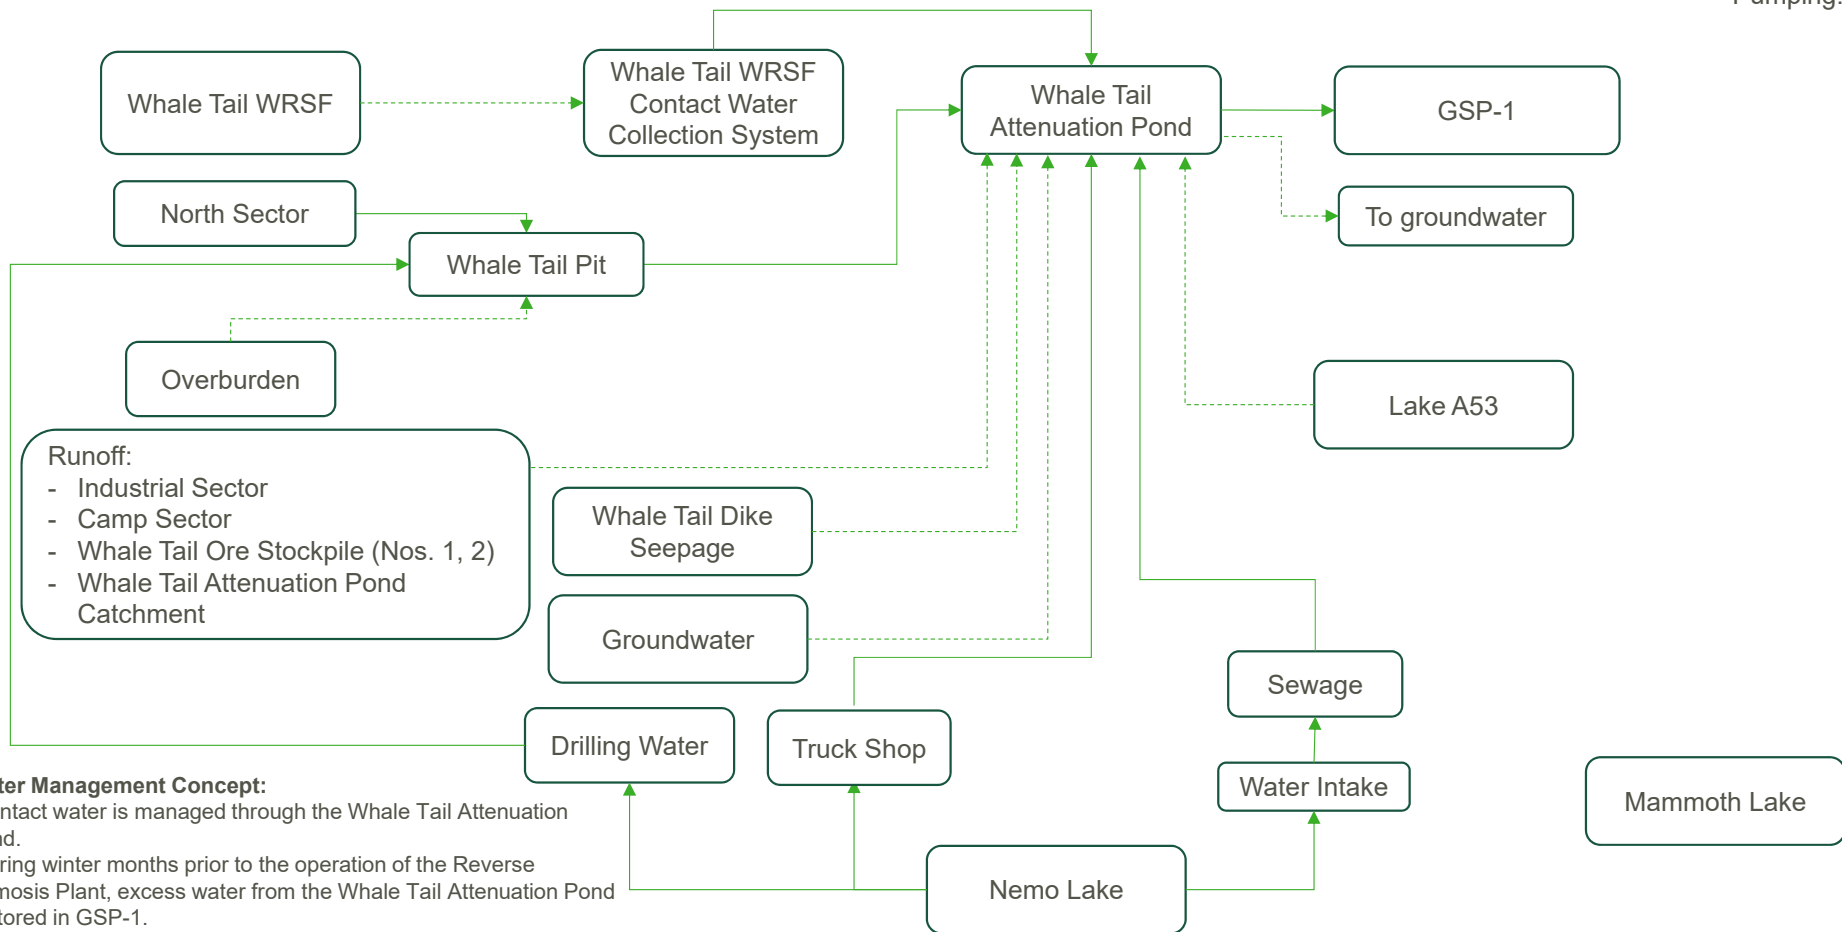 Pumping:
Whale Tail WRSF
Whale Tail WRSF
Contact Water
Collection System
Whale Tail
Attenuation Pond
GSP-1
North Sector
To groundwater
Whale Tail Pit
Overburden
Lake A53
Runoff:
- Industrial Sector
- Camp Sector
- Whale Tail Ore Stockpile (Nos. 1, 2)
- Whale Tail Attenuation Pond
Catchment
Whale Tail Dike
Seepage
Groundwater
Sewage
Drilling Water
Truck Shop
Water Intake
Mammoth Lake
Nemo Lake
ter Management Concept:
ntact water is managed through the Whale Tail Attenuation
nd.
ring winter months prior to the operation of the Reverse
mosis Plant, excess water from the Whale Tail Attenuation Pond
tored in GSP-1.